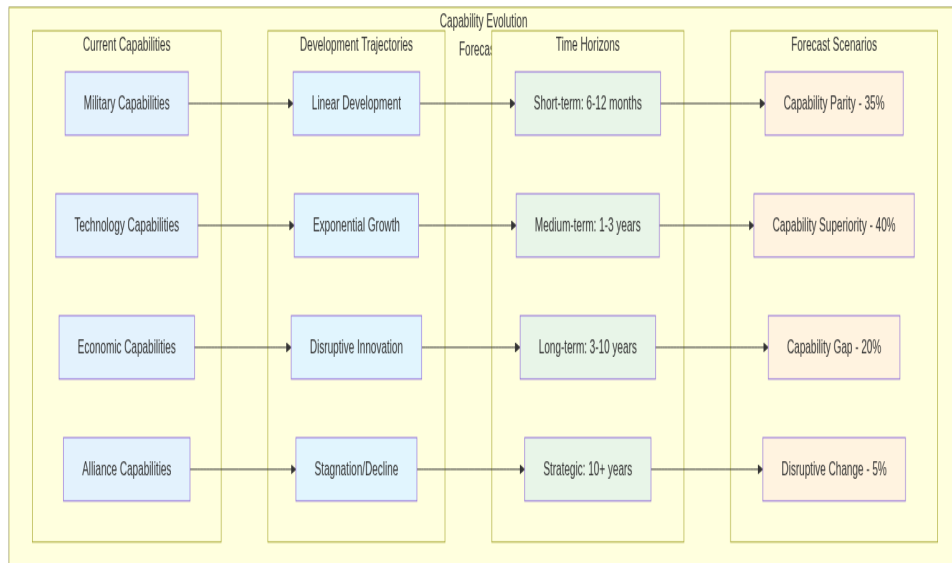 Capability Evolution
Forecas
Current Capabilities
Development Trajectories
Time Horizons
Forecast Scenarios
Military Capabilities
Linear Development
Short-term: 6-12 months
Capability Parity - 35%
Technology Capabilities
Exponential Growth
Medium-term: 1-3 years
Capability Superiority - 40%
Economic Capabilities
Disruptive Innovation
Long-term: 3-10 years
Capability Gap - 20%
Alliance Capabilities
Stagnation/Decline
Strategic: 10+ years
Disruptive Change - 5%